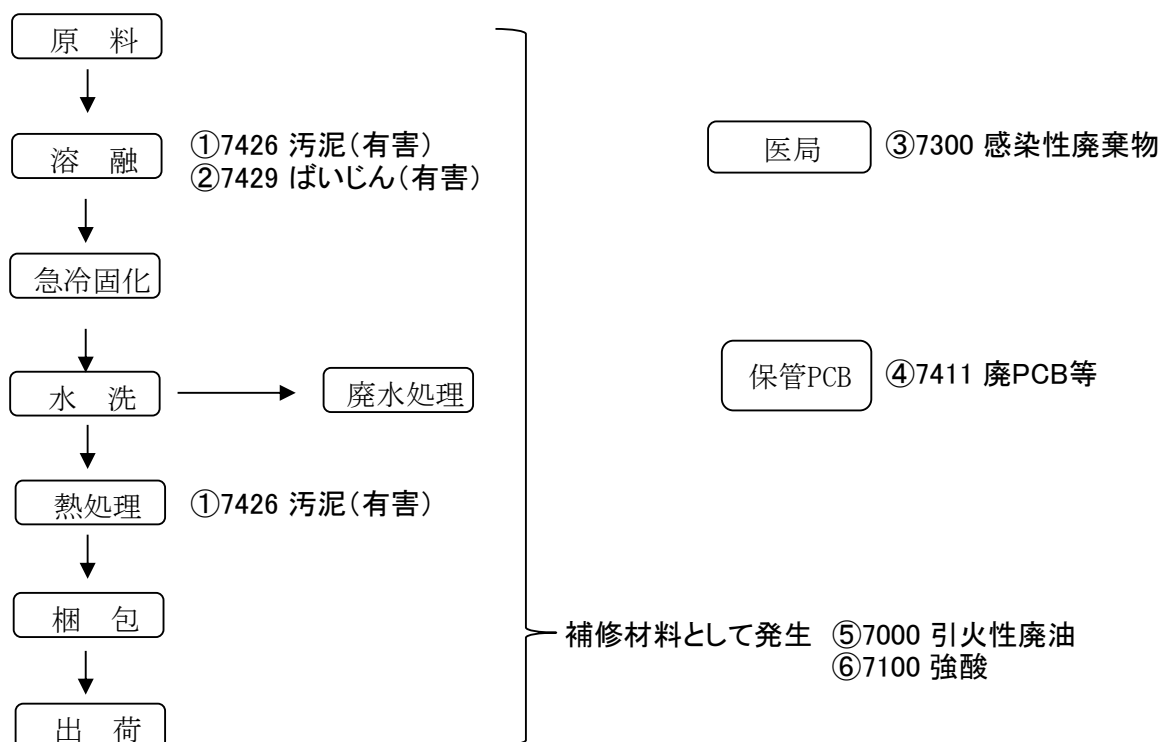 原　料
溶　融
①7426 汚泥（有害）
②7429 ばいじん（有害）
急冷固化
水　洗
廃水処理
熱処理
①7426 汚泥（有害）
梱　包
出　荷
医局
③7300 感染性廃棄物
保管PCB
④7411 廃PCB等
補修材料として発生
⑤7000 引火性廃油
⑥7100 強酸